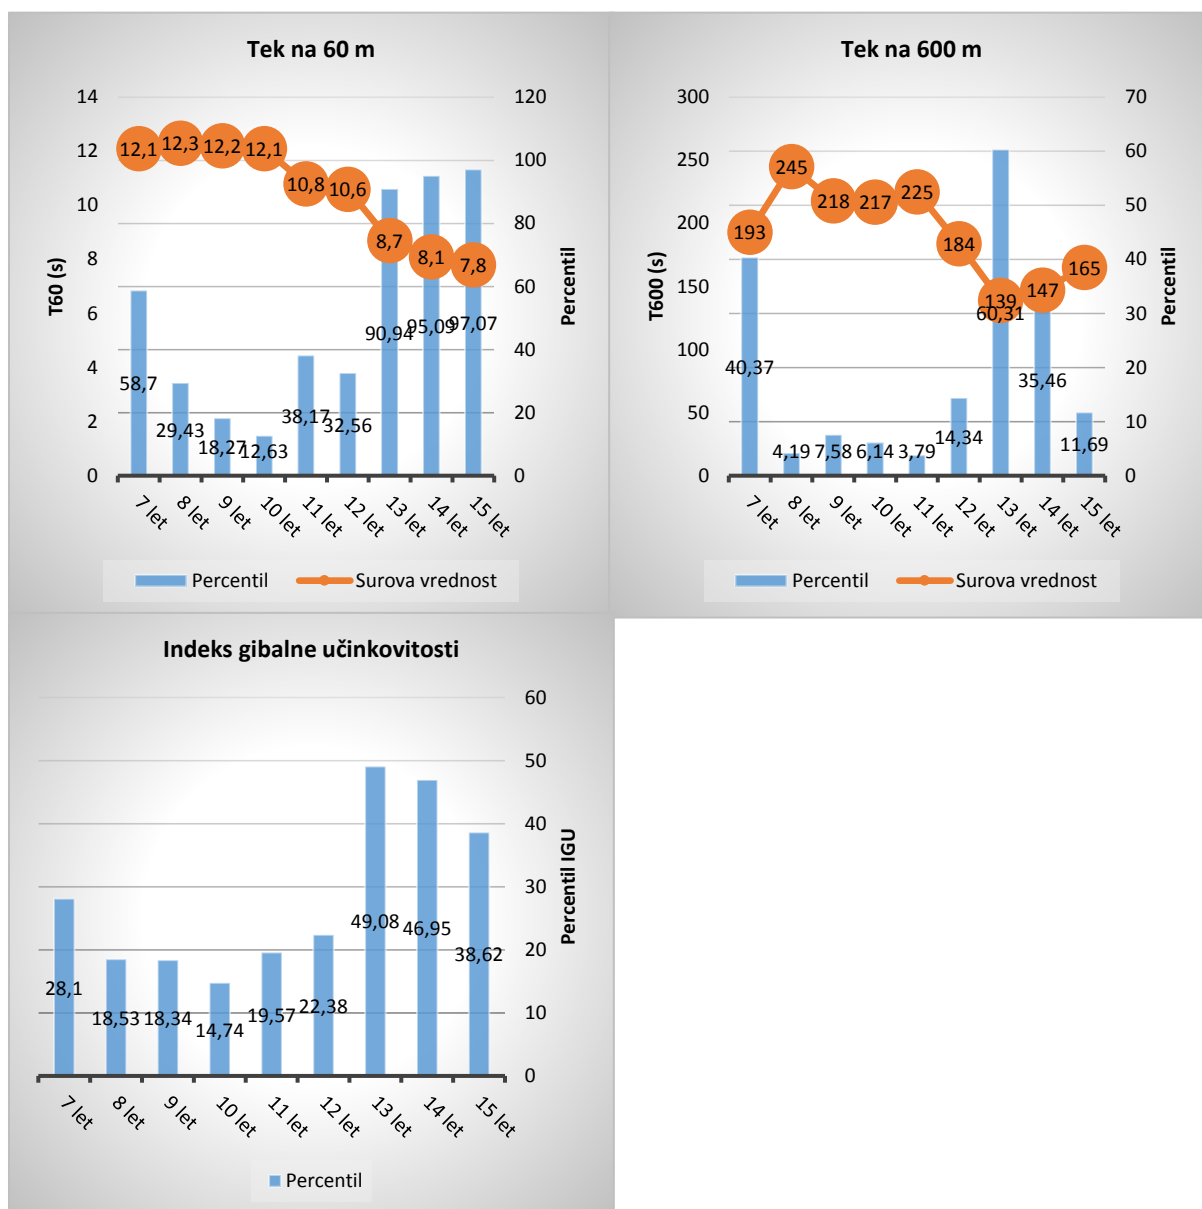 Tek na 60 m
14
12
10
8
6
4
2
0
T60 (s)
120
100
80
60
40
20
0
Percentil
12,1
12,3
12,2
12,1
10,8
10,6
8,7
8,1
7,8
58,7
29,43
18,27
12,63
38,17
32,56
90,94
95,09
97,07
7 let
8 let
9 let
10 let
11 let
12 let
13 let
14 let
15 let
Percentil
Surova vrednost
Tek na 600 m
300
250
200
150
100
50
0
T600 (s)
70
60
50
40
30
20
10
0
Percentil
193
245
218
217
225
184
139
147
165
40,37
4,19
7,58
6,14
3,79
14,34
60,31
35,46
11,69
7 let
8 let
9 let
10 let
11 let
12 let
13 let
14 let
15 let
Percentil
Surova vrednost
Indeks gibalne učinkovitosti
60
50
40
30
20
10
0
Percentil IGU
28,1
18,53
18,34
14,74
19,57
22,38
49,08
46,95
38,62
7 let
8 let
9 let
10 let
11 let
12 let
13 let
14 let
15 let
Percentil